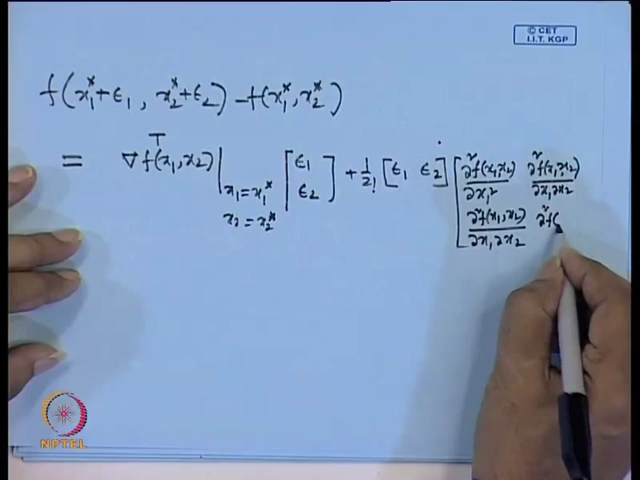 © CET
I.I.T. KGP
f(x₁*+ϵ₁, x₂*+ϵ₂) - f(x₁*, x₂*)
= ∇f^T(x₁,x₂) | x₁=x₁* x₂=x₂* [ϵ₁ ϵ₂] + 1/2! [ϵ₁ ϵ₂] [∂²f(x₁,x₂)/∂x₁² ∂²f(x₁,x₂)/∂x₁∂x₂
∂²f(x₁,x₂)/∂x₁∂x₂ ∂²f(
NPTEL